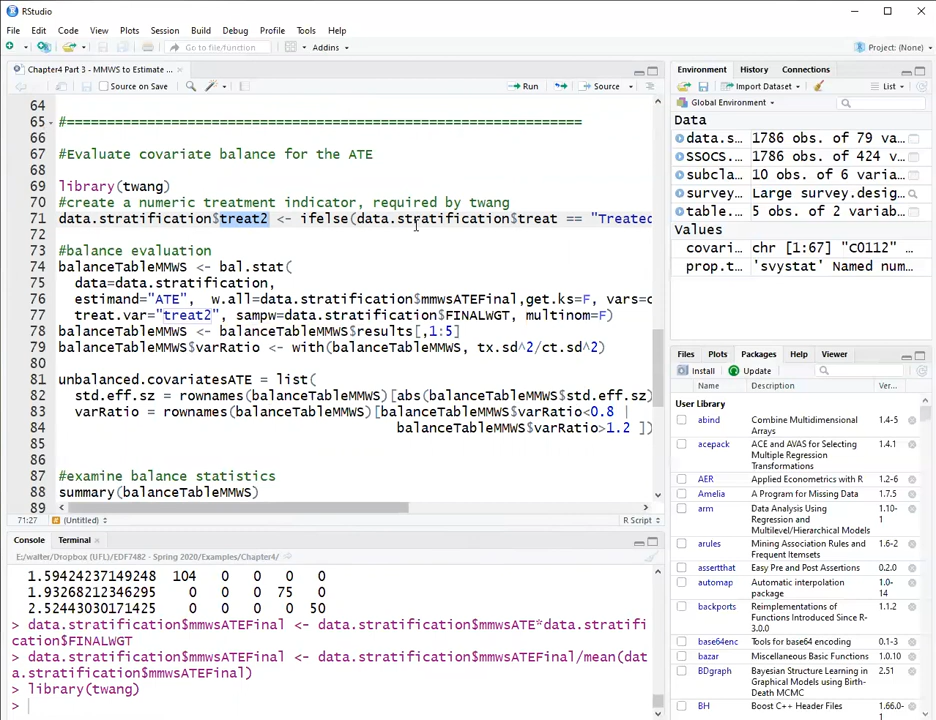 RStudio
File Edit Code View Plots Session Build Debug Profile Tools Help
Go to file/function Addins Project: (None)
Chapter4 Part 3 - MMWS to Estimate ...
Source on Save Run Source
64
65 #================================================================
66
67 #Evaluate covariate balance for the ATE
68
69 library(twang)
70 #create a numeric treatment indicator, required by twang
71 data.stratification$treat2 <- ifelse(data.stratification$treat == "Treated
72
73 #balance evaluation
74 balanceTableMMWS <- bal.stat(
75 data=data.stratification,
76 estimand="ATE", w.all=data.stratification$mmwsATEFinal,get.ks=F, vars=c
77 treat.var="treat2", sampw=data.stratification$FINALWGT, multinom=F)
78 balanceTableMMWS <- balanceTableMMWS$results[,1:5]
79 balanceTableMMWS$varRatio <- with(balanceTableMMWS, tx.sd^2/ct.sd^2)
80
81 unbalanced.covariatesATE = list(
82 std.eff.sz = rownames(balanceTableMMWS)[abs(balanceTableMMWS$std.eff.sz)
83 varRatio = rownames(balanceTableMMWS)[balanceTableMMWS$varRatio<0.8 |
84 balanceTableMMWS$varRatio>1.2 ])
85
86
87 #examine balance statistics
88 summary(balanceTableMMWS)
89
71:27 (Untitled) R Script
Console Terminal
E:/walter/Dropbox (UFL)/EDF7482 - Spring 2020/Examples/Chapter4/
1.59424237149248 104 0 0 0 0
1.93268212346295 0 0 0 75 0
2.52443030171425 0 0 0 0 50
> data.stratification$mmwsATEFinal <- data.stratification$mmwsATE*data.stratifi
cation$FINALWGT
> data.stratification$mmwsATEFinal <- data.stratification$mmwsATEFinal/mean(dat
a.stratification$mmwsATEFinal)
> library(twang)
>
Environment History Connections
Import Dataset List
Global Environment
Data
data.s... 1786 obs. of 79 va...
SSOCS... 1786 obs. of 424 v...
subcla... 10 obs. of 6 varia...
survey... Large survey.desig...
table.... 5 obs. of 2 variab...
Values
covari... chr [1:67] "C0112" ...
prop.t... 'svystat' Named num...
Files Plots Packages Help Viewer
Install Update
Name Description Ver...
User Library
abind Combine Multidimensional Arrays 1.4-5
acepack ACE and AVAS for Selecting Multiple Regression Transformations 1.4.1
AER Applied Econometrics with R 1.2-6
Amelia A Program for Missing Data 1.7.5
arm Data Analysis Using Regression and Multilevel/Hierarchical Models 1.10-1
arules Mining Association Rules and Frequent Itemsets 1.6-2
assertthat Easy Pre and Post Assertions 0.2.0
automap Automatic interpolation package 1.0-14
backports Reimplementations of Functions Introduced Since R-3.0.0 1.1.2
base64enc Tools for base64 encoding 0.1-3
bazar Miscellaneous Basic Functions 1.0.10
BDgraph Bayesian Structure Learning in Graphical Models using Birth-Death MCMC 2.51
BH Boost C++ Header Files 1.66.0-